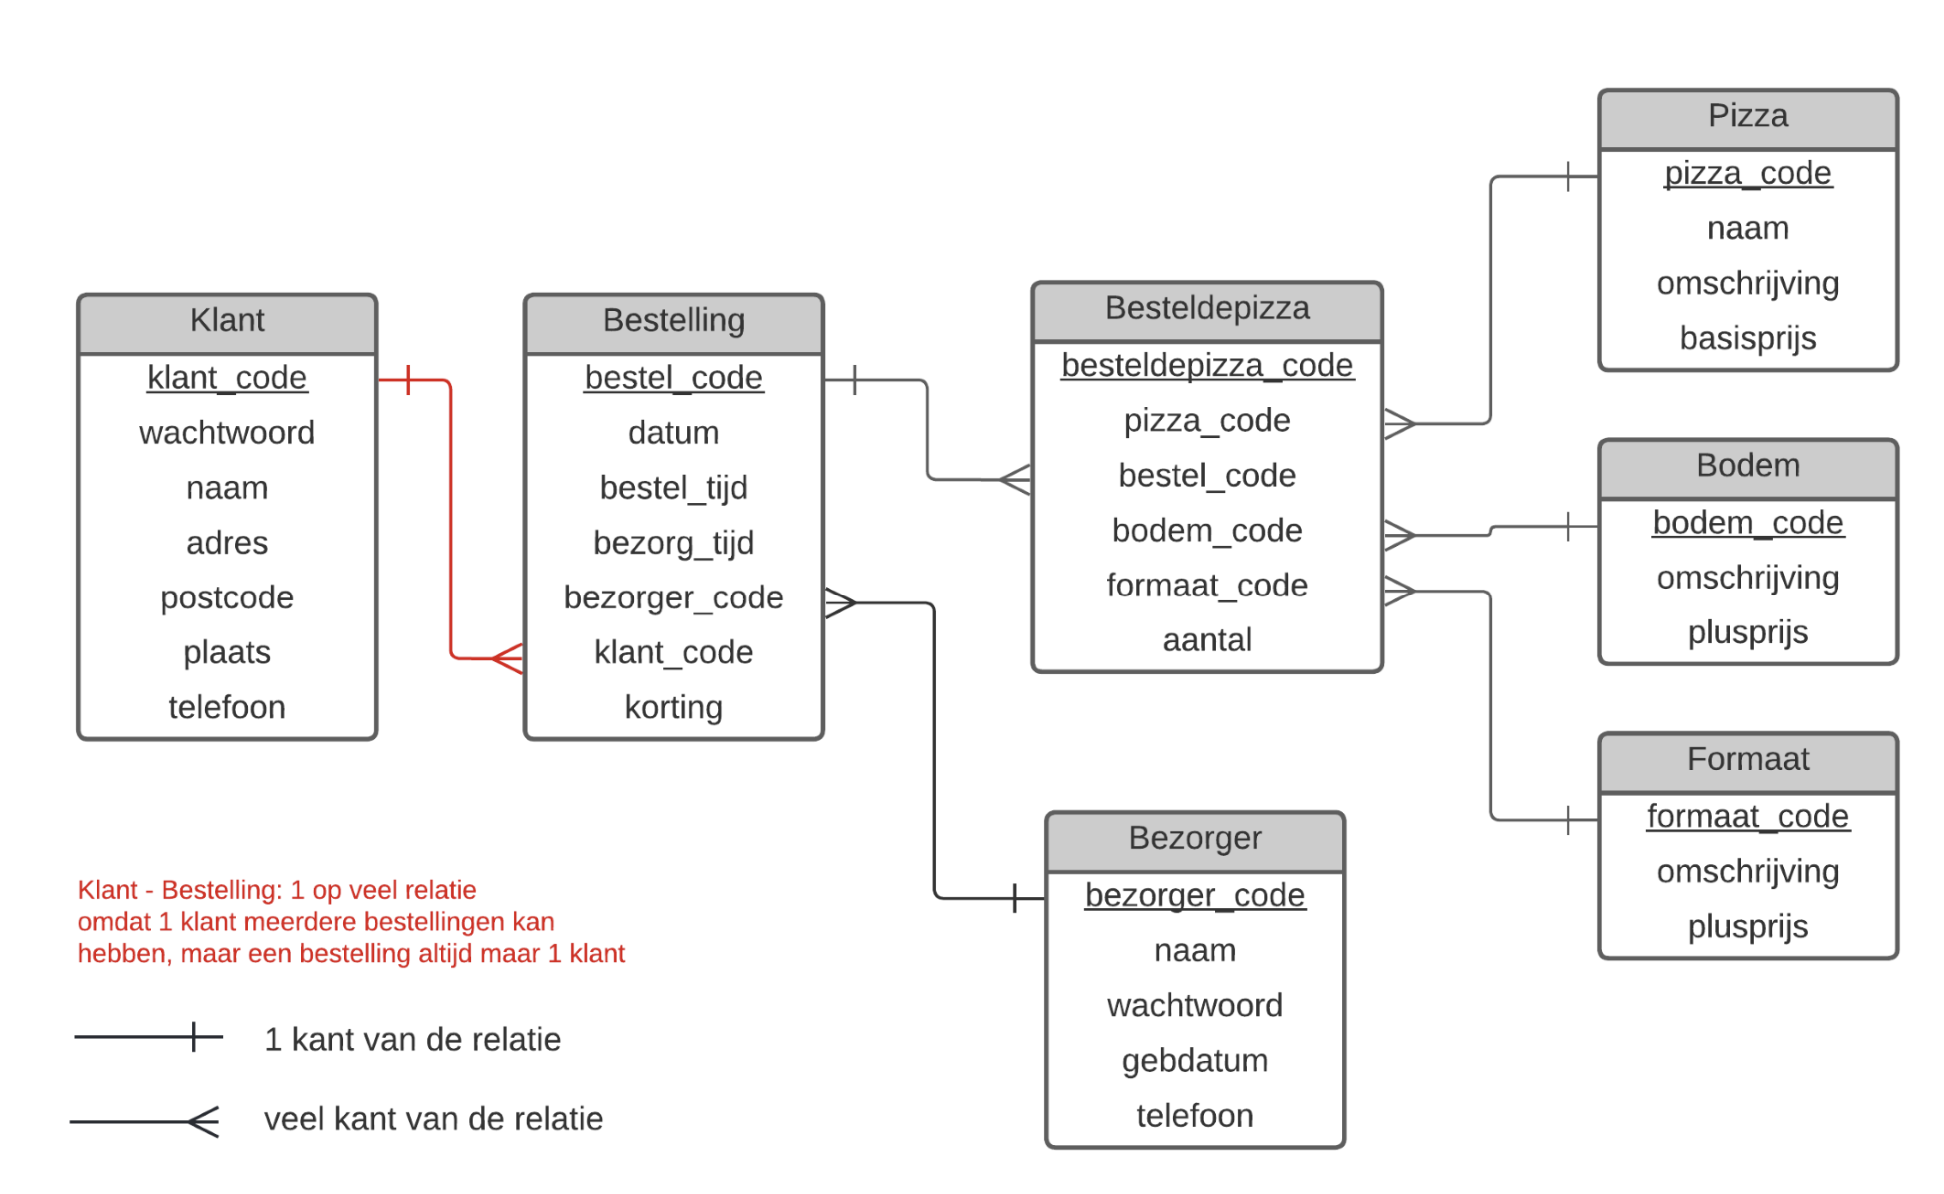 Klant
klant_code
wachtwoord
naam
adres
postcode
plaats
telefoon
Bestelling
bestel_code
datum
bestel_tijd
bezorg_tijd
bezorger_code
klant_code
korting
Besteldepizza
besteldepizza_code
pizza_code
bestel_code
bodem_code
formaat_code
aantal
Pizza
pizza_code
naam
omschrijving
basisprijs
Bodem
bodem_code
omschrijving
plusprijs
Formaat
formaat_code
omschrijving
plusprijs
Bezorger
bezorger_code
naam
wachtwoord
gebdatum
telefoon
Klant - Bestelling: 1 op veel relatie
omdat 1 klant meerdere bestellingen kan
hebben, maar een bestelling altijd maar 1 klant
1 kant van de relatie
veel kant van de relatie